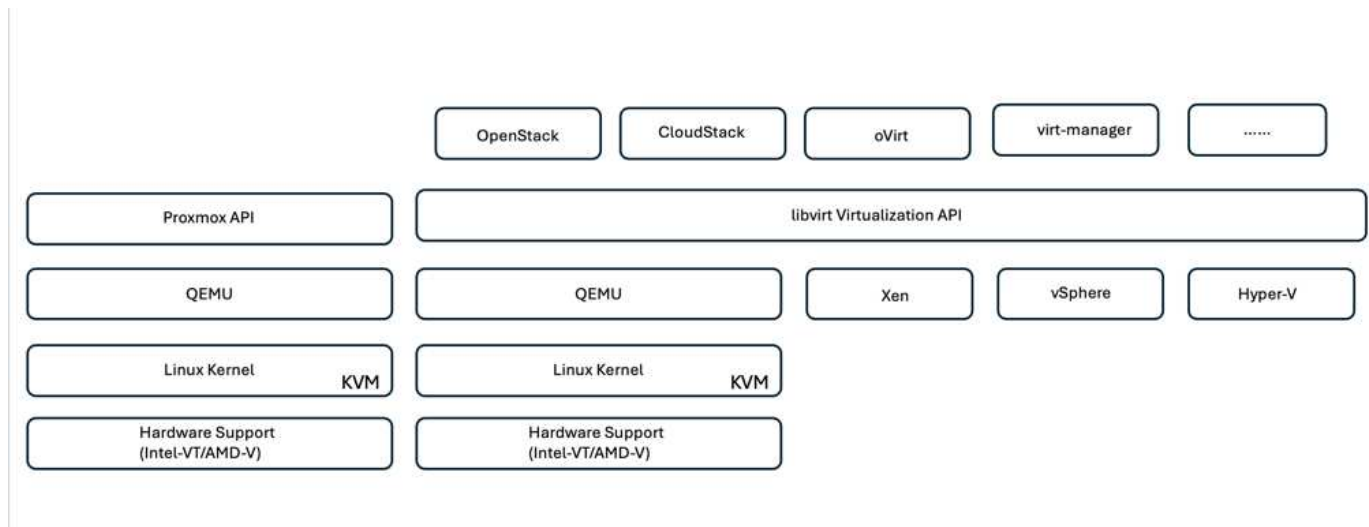 OpenStack
CloudStack
oVirt
virt-manager
......
Proxmox API
libvirt Virtualization API
QEMU
QEMU
Xen
vSphere
Hyper-V
Linux Kernel
KVM
Linux Kernel
KVM
Hardware Support
(Intel-VT/AMD-V)
Hardware Support
(Intel-VT/AMD-V)